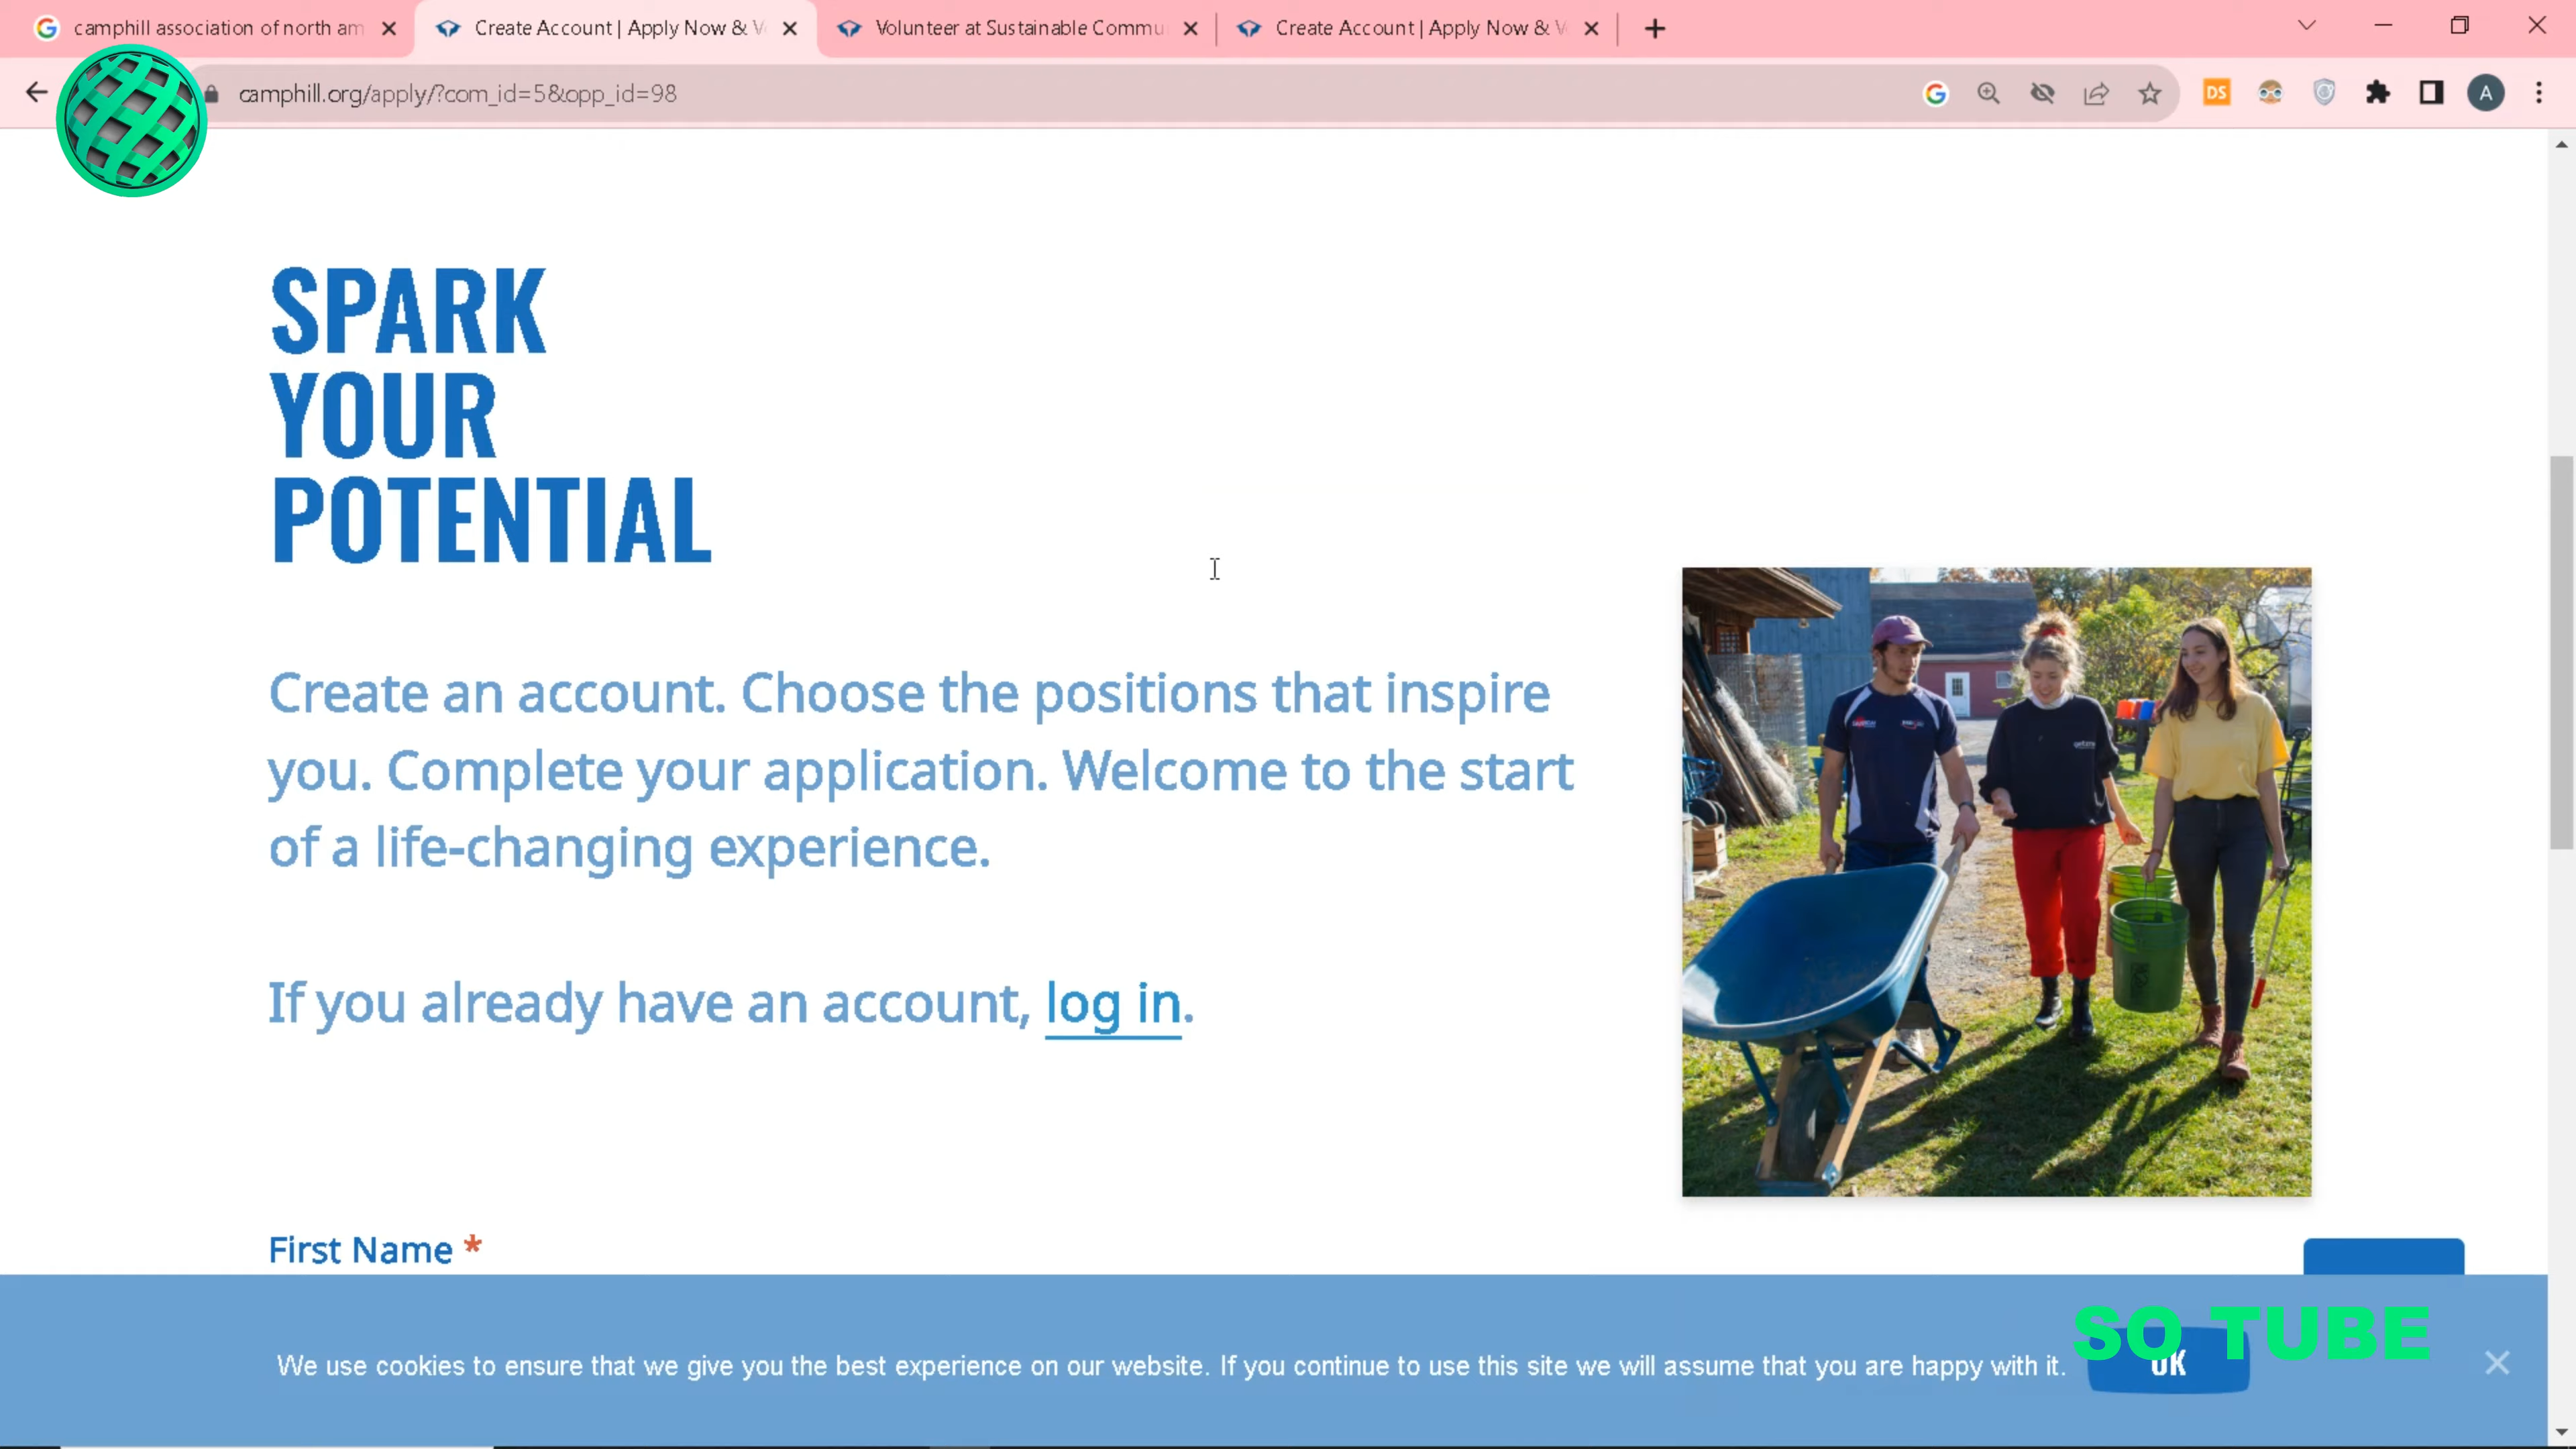 camphill association of north am
Create Account | Apply Now & V
Volunteer at Sustainable Commu
Create Account | Apply Now & V
camphill.org/apply/?com_id=5&opp_id=98
DS
A
SPARK
YOUR
POTENTIAL
Create an account. Choose the positions that inspire
you. Complete your application. Welcome to the start
of a life-changing experience.
If you already have an account, log in.
First Name *
We use cookies to ensure that we give you the best experience on our website. If you continue to use this site we will assume that you are happy with it.
OK
SO TUBE